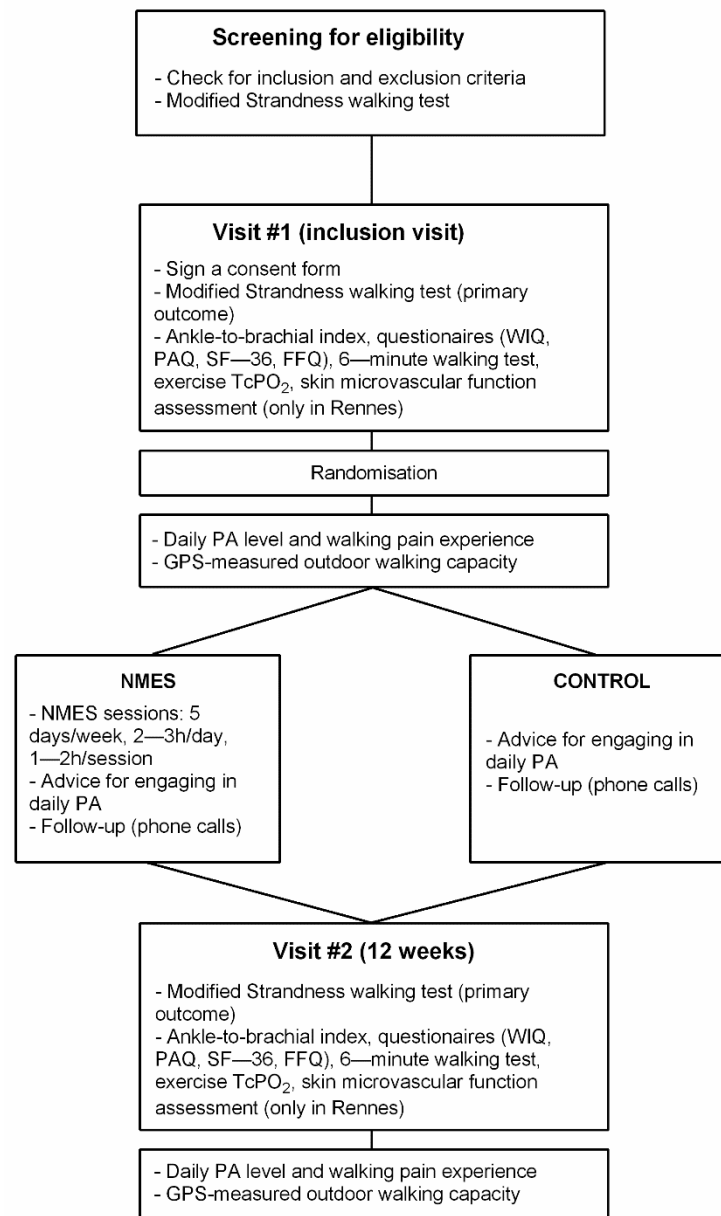 Screening for eligibility
- Check for inclusion and exclusion criteria
- Modified Strandness walking test
Visit #1 (inclusion visit)
- Sign a consent form
- Modified Strandness walking test (primary
outcome)
- Ankle-to-brachial index, questionaires (WIQ,
PAQ, SF—36, FFQ), 6—minute walking test,
exercise TcPO₂, skin microvascular function
assessment (only in Rennes)
Randomisation
- Daily PA level and walking pain experience
- GPS-measured outdoor walking capacity
NMES
- NMES sessions: 5
days/week, 2—3h/day,
1—2h/session
- Advice for engaging in
daily PA
- Follow-up (phone calls)
CONTROL
- Advice for engaging in
daily PA
- Follow-up (phone calls)
Visit #2 (12 weeks)
- Modified Strandness walking test (primary
outcome)
- Ankle-to-brachial index, questionaires (WIQ,
PAQ, SF—36, FFQ), 6—minute walking test,
exercise TcPO₂, skin microvascular function
assessment (only in Rennes)
- Daily PA level and walking pain experience
- GPS-measured outdoor walking capacity